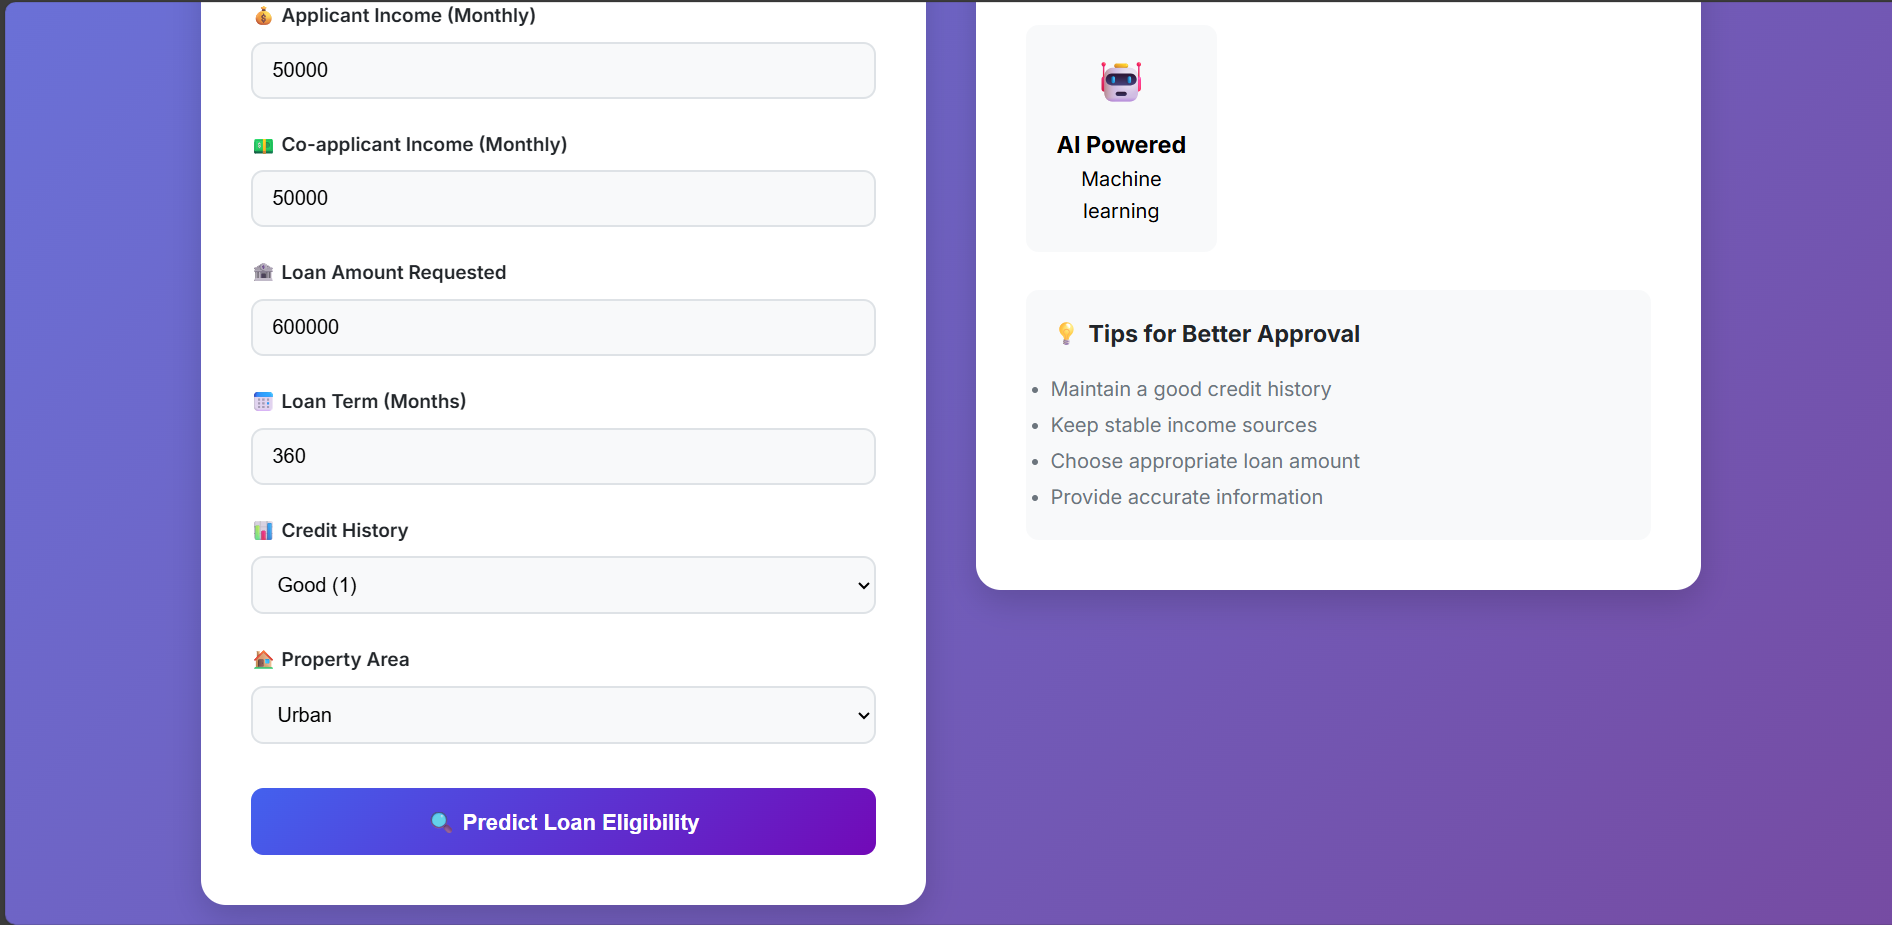 Applicant Income (Monthly)
50000
Co-applicant Income (Monthly)
50000
Loan Amount Requested
600000
Loan Term (Months)
360
Credit History
Good (1)
Property Area
Urban
Predict Loan Eligibility
AI Powered
Machine
learning
Tips for Better Approval
Maintain a good credit history
Keep stable income sources
Choose appropriate loan amount
Provide accurate information